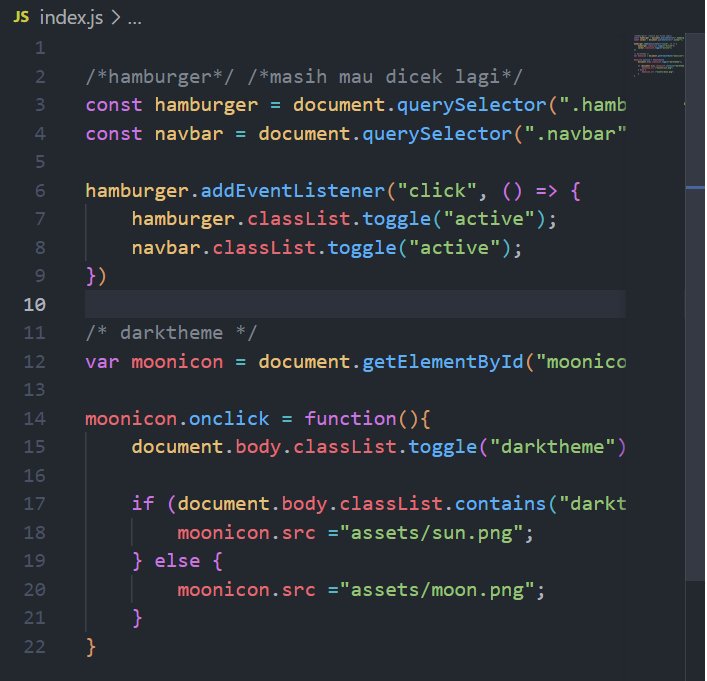 JS index.js > ...
1
2 /*hamburger*/ /*masih mau dicek lagi*/
3 const hamburger = document.querySelector(".hamb
4 const navbar = document.querySelector(".navbar"
5
6 hamburger.addEventListener("click", () => {
7 hamburger.classList.toggle("active");
8 navbar.classList.toggle("active");
9 })
10
11 /* darktheme */
12 var moonicon = document.getElementById("moonico
13
14 moonicon.onclick = function(){
15 document.body.classList.toggle("darktheme")
16
17 if (document.body.classList.contains("darkt
18 moonicon.src ="assets/sun.png";
19 } else {
20 moonicon.src ="assets/moon.png";
21 }
22 }